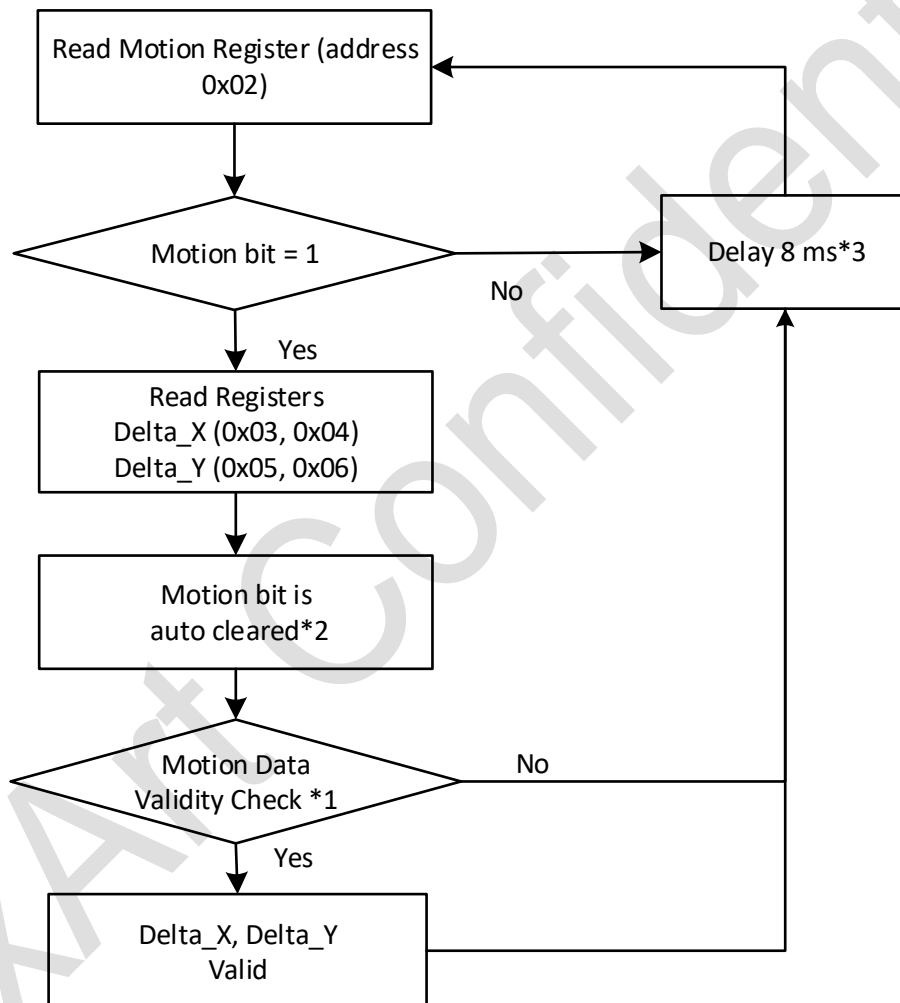 Read Motion Register (address
0x02)
Motion bit = 1
No
Delay 8 ms*3
Yes
Read Registers
Delta_X (0x03, 0x04)
Delta_Y (0x05, 0x06)
Motion bit is
auto cleared*2
Motion Data
Validity Check *1
No
Yes
Delta_X, Delta_Y
Valid
xArt Confident